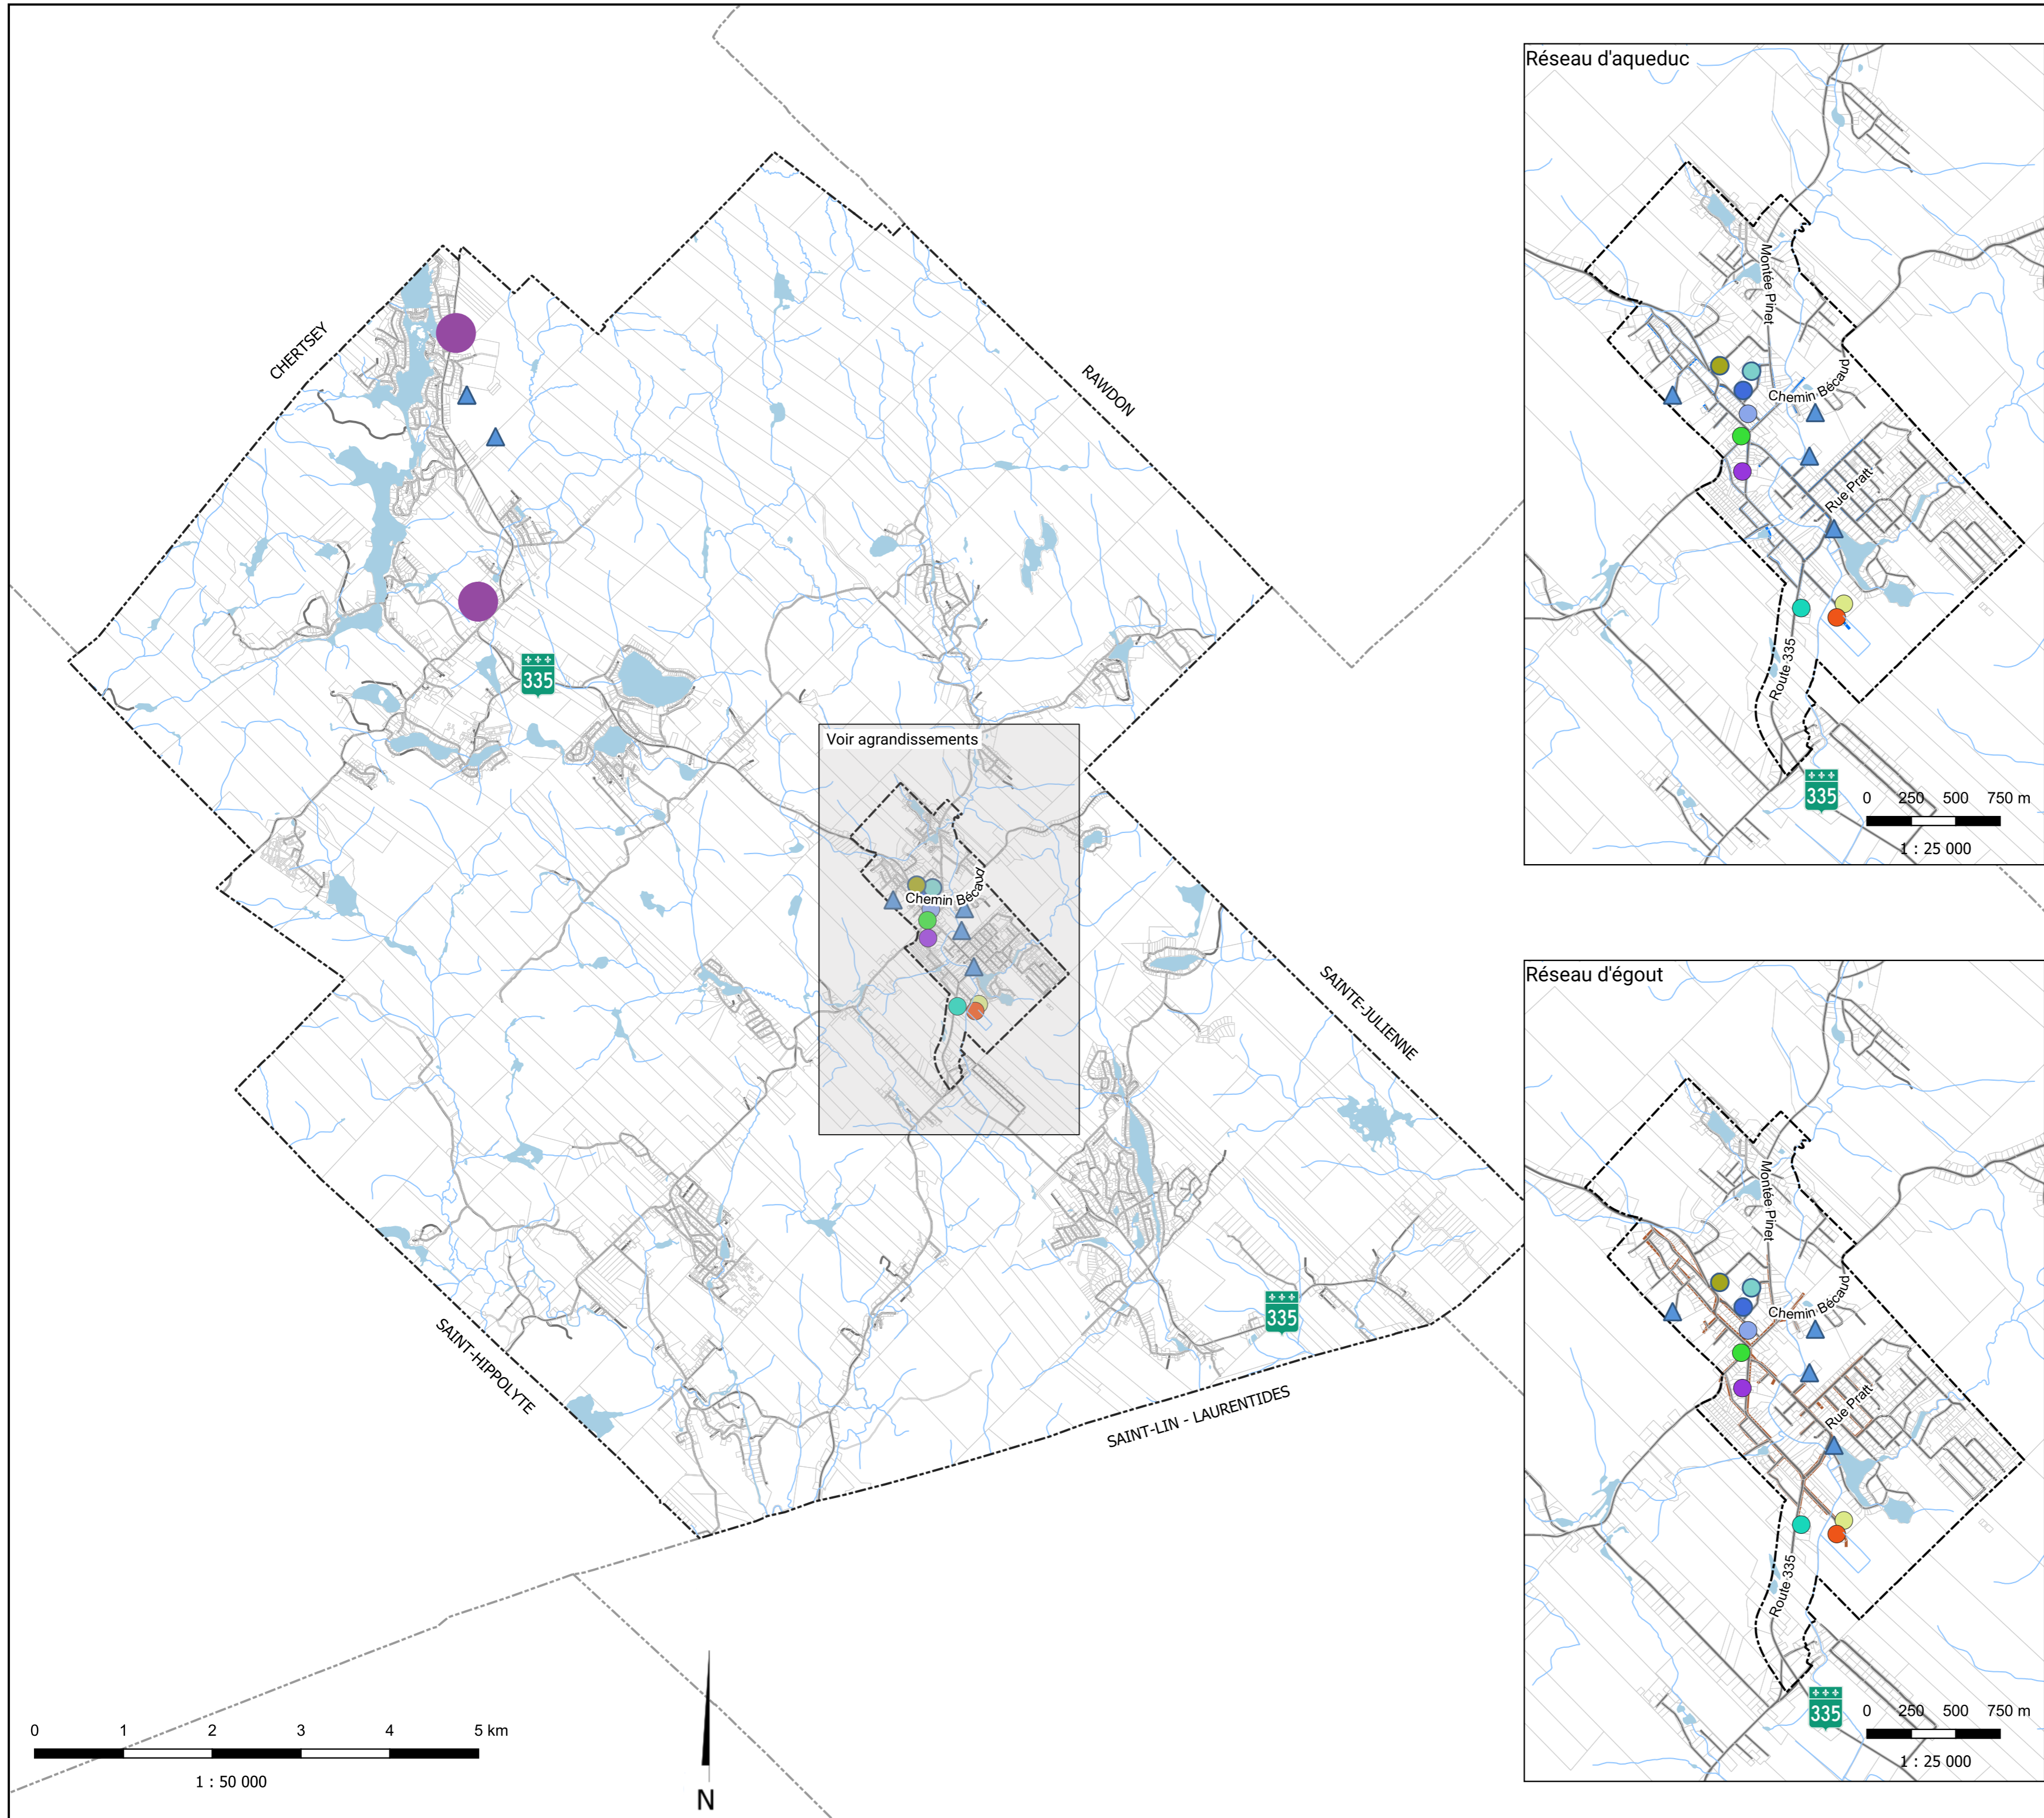 Réseau d'aqueduc
Montée Pinet
Chemin Bécaud
Rue Pratt
Route 335
335
0 250 500 750 m
1 : 25 000
CHERTSEY
RAWDON
335
Voir agrandissements
Chemin Bécaud
SAINTE-JULIENNE
SAINT-HIPPOLYTE
SAINT-LIN - LAURENTIDES
335
Réseau d'égout
Montée Pinet
Chemin Bécaud
Rue Pratt
Route 335
335
0 250 500 750 m
1 : 25 000
0 1 2 3 4 5 km
1 : 50 000
N